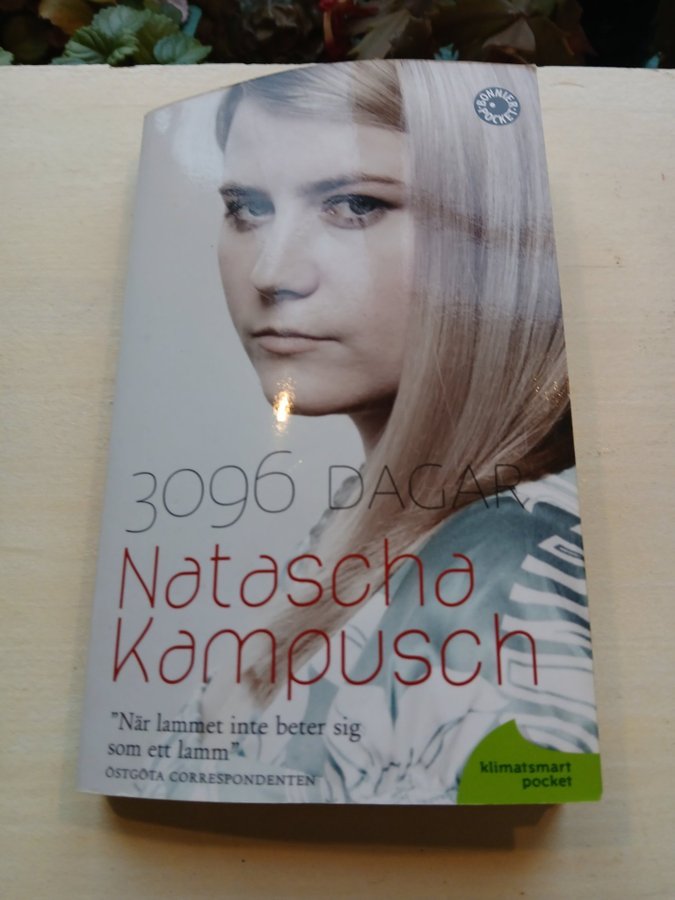 BONNIER
POCKET
3096 DAGAR
Natascha
Kampusch
”När lammet inte beter sig
som ett lamm”
ÖSTGÖTA CORRESPONDENTEN
klimatsmart
pocket